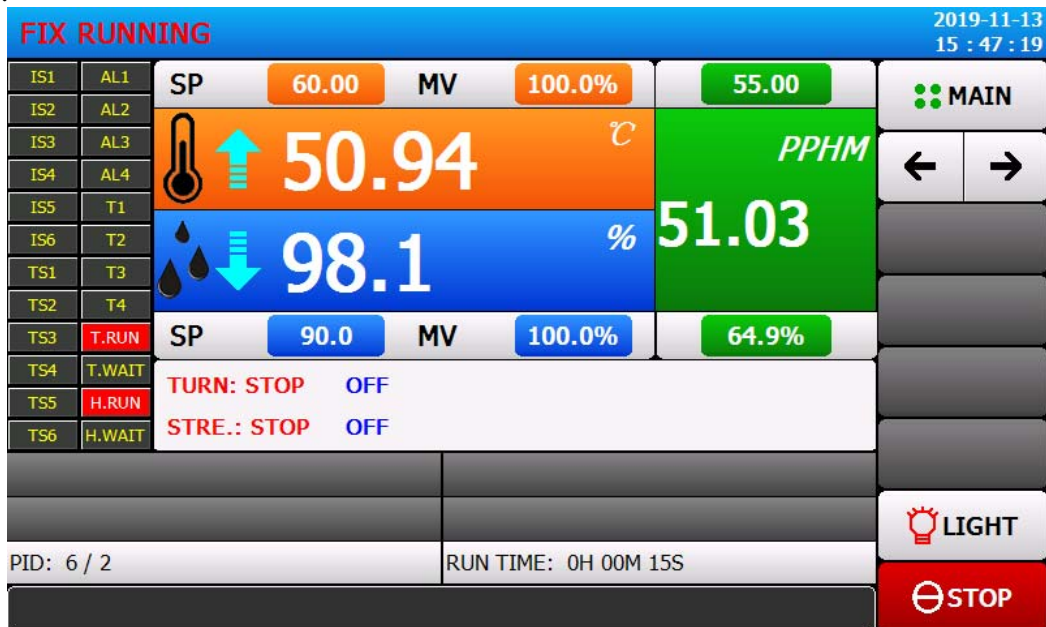 FIX RUNNING
2019-11-13
15 : 47 : 19
IS1 AL1
IS2 AL2
IS3 AL3
IS4 AL4
IS5 T1
IS6 T2
TS1 T3
TS2 T4
TS3 T.RUN
TS4 T.WAIT
TS5 H.RUN
TS6 H.WAIT
SP 60.00 MV 100.0% 55.00
50.94 ℃
PPHM
51.03
98.1 %
SP 90.0 MV 100.0% 64.9%
TURN: STOP OFF
STRE.: STOP OFF
PID: 6 / 2
RUN TIME: 0H 00M 15S
MAIN
← →
LIGHT
STOP